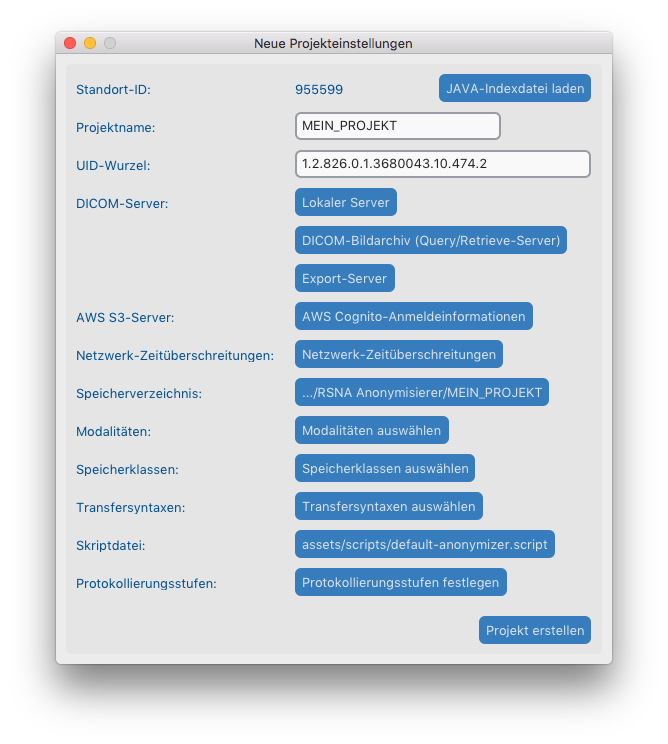 Neue Projekteinstellungen
Standort-ID: 955599 JAVA-Indexdatei laden
Projektname: MEIN_PROJEKT
UID-Wurzel: 1.2.826.0.1.3680043.10.474.2
DICOM-Server: Lokaler Server
DICOM-Bildarchiv (Query/Retrieve-Server)
Export-Server
AWS S3-Server: AWS Cognito-Anmeldeinformationen
Netzwerk-Zeitüberschreitungen: Netzwerk-Zeitüberschreitungen
Speicherverzeichnis: .../RSNA Anonymisierer/MEIN_PROJEKT
Modalitäten: Modalitäten auswählen
Speicherklassen: Speicherklassen auswählen
Transfersyntaxen: Transfersyntaxen auswählen
Skriptdatei: assets/scripts/default-anonymizer.script
Protokollierungsstufen: Protokollierungsstufen festlegen
Projekt erstellen